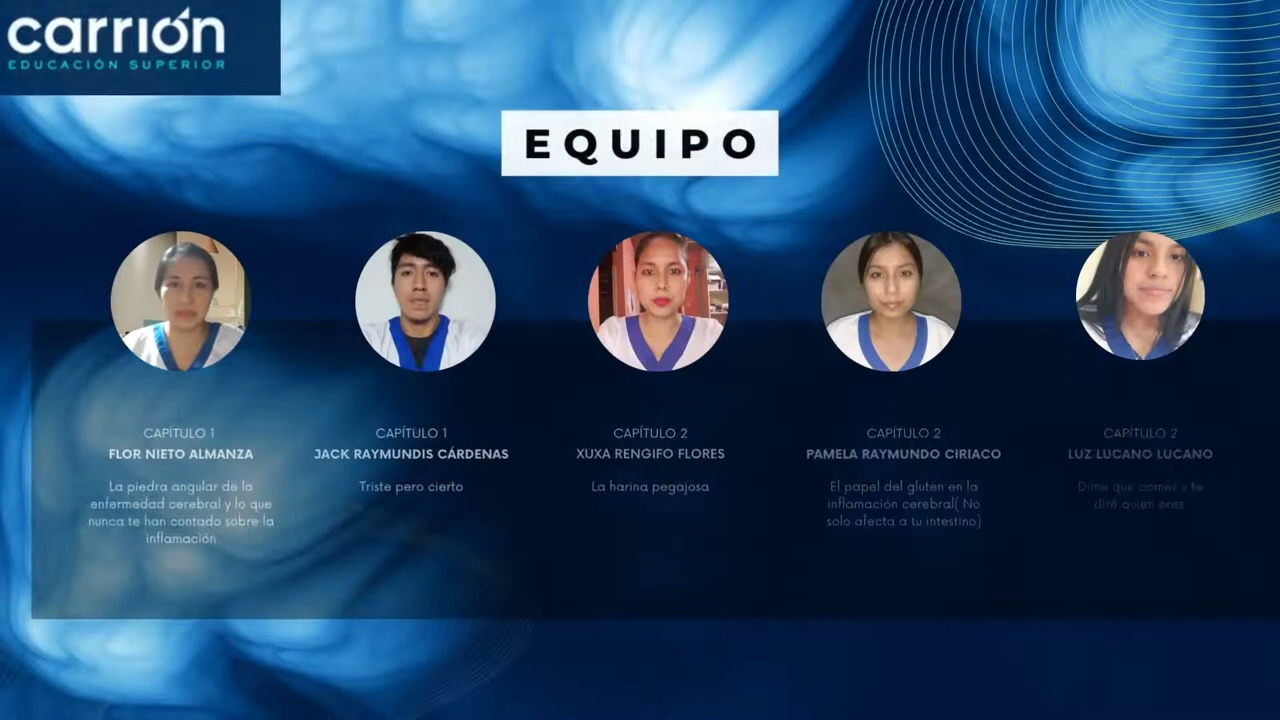 carrión
EDUCACIÓN SUPERIOR
EQUIPO
CAPÍTULO 1
FLOR NIETO ALMANZA
La piedra angular de la
enfermedad cerebral y lo que
nunca te han contado sobre la
inflamación
CAPÍTULO 1
JACK RAYMUNDIS CÁRDENAS
Triste pero cierto
CAPÍTULO 2
XUXA RENGIFO FLORES
La harina pegajosa
CAPÍTULO 2
PAMELA RAYMUNDO CIRIACO
El papel del gluten en la
inflamación cerebral( No
solo afecta a tu intestino)
CAPÍTULO 2
LUZ LUCANO LUCANO
Dime que comes y te
diré quien eres